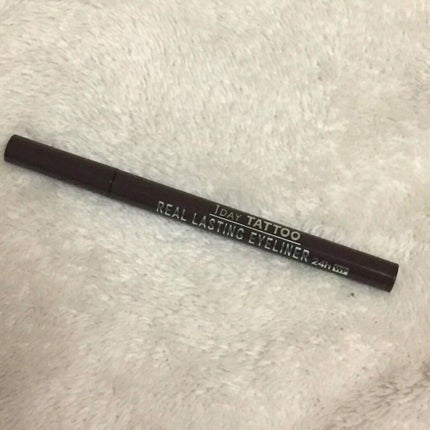 1DAY TATTOO
REAL LASTING EYELINER 24h